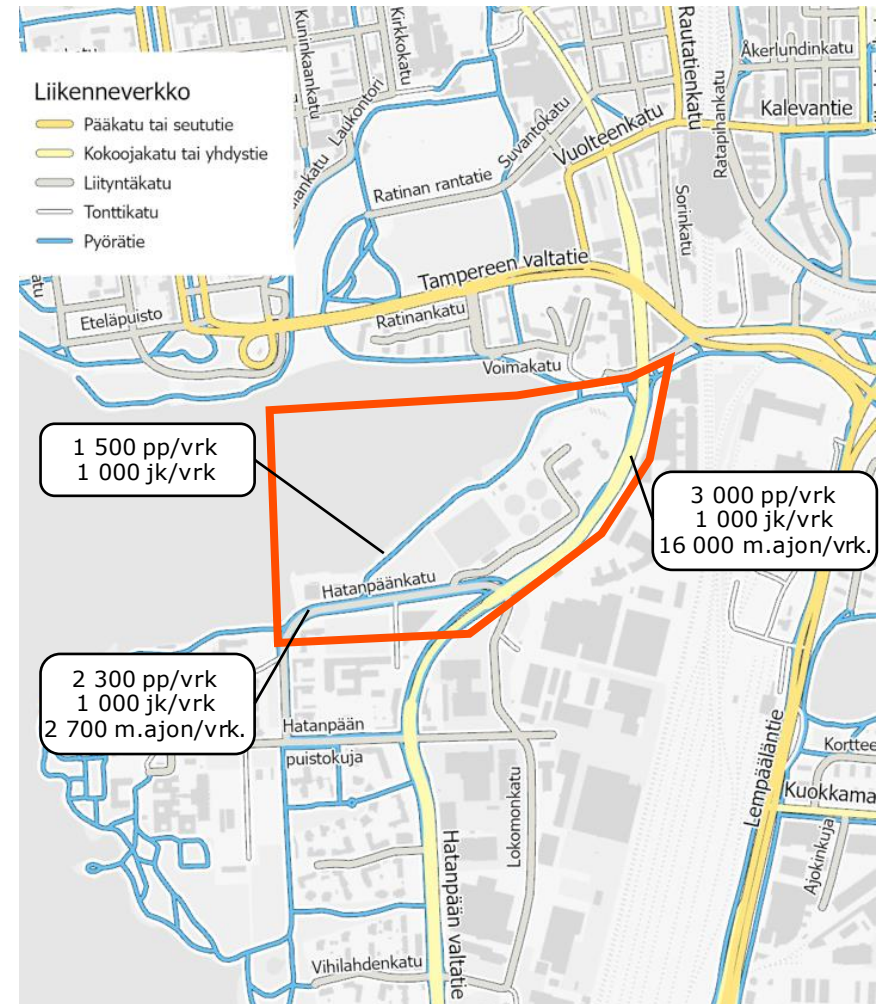 Liikenneverkko
Pääkatu tai seututie
Kokoojakatu tai yhdystie
Liityntäkatu
Tonttikatu
Pyörätie
Kuninkaankatu
Kirkkokatu
Laukontori
Suvantokatu
Vuolteenkatu
Rautatienkatu
Ratapihankatu
Åkerlundinkatu
Kalevantie
Ratinan rantatie
Sorinkatu
Tampereen valtatie
Eteläpuisto
Ratinankatu
Voimakatu
1 500 pp/vrk
1 000 jk/vrk
3 000 pp/vrk
1 000 jk/vrk
16 000 m.ajon/vrk.
Hatanpäänkatu
2 300 pp/vrk
1 000 jk/vrk
2 700 m.ajon/vrk.
Hatanpään
puistokuja
Lokomonkatu
Lempääläntie
Korttee
Kuokkama
Ajokinkuja
Hatanpään valtatie
Vihilahdenkatu